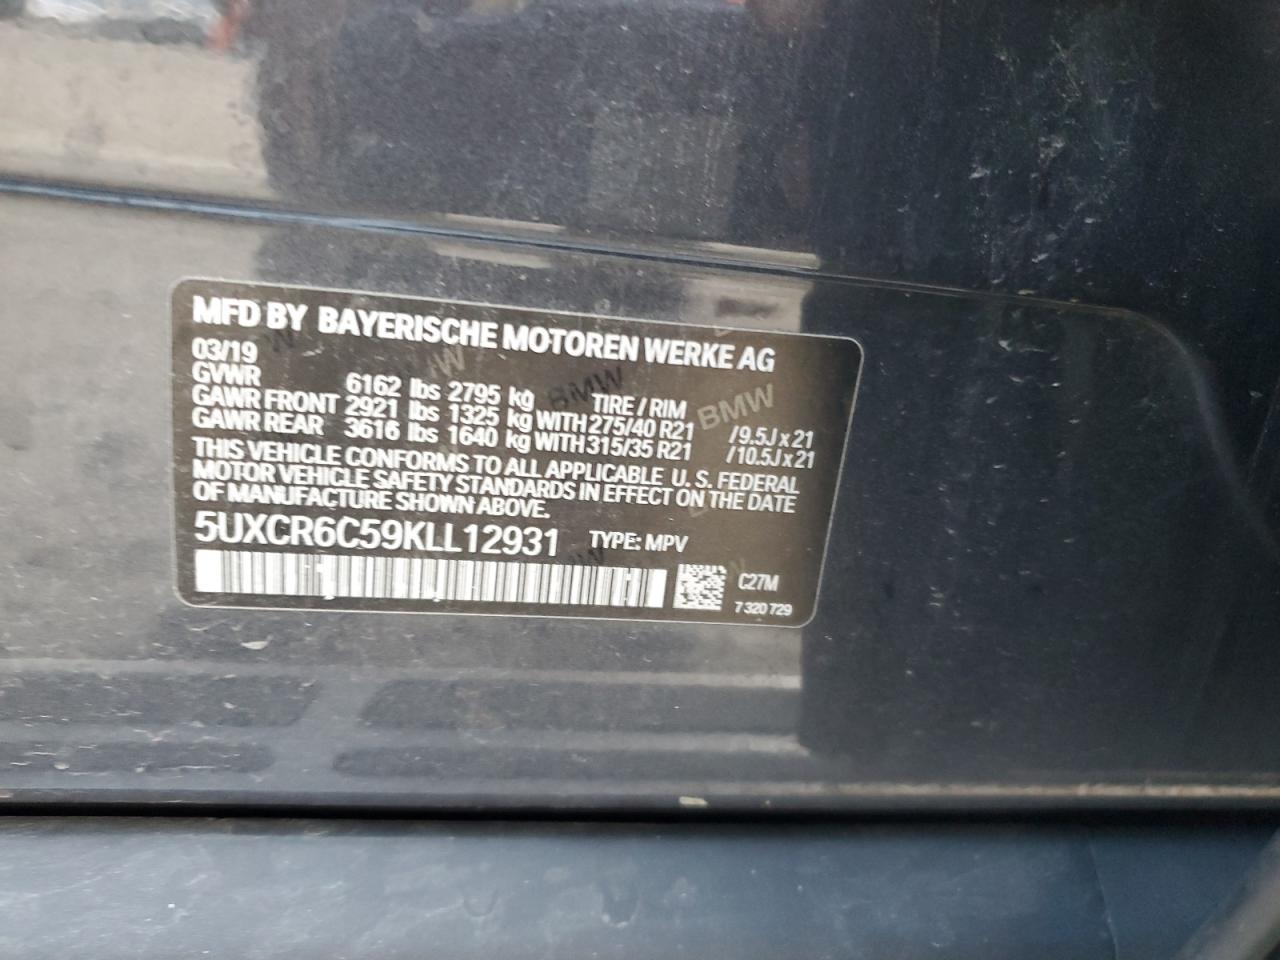 MFD BY BAYERISCHE MOTOREN WERKE AG
03/19
GVWR 6162 lbs 2795 kg TIRE / RIM
GAWR FRONT 2921 lbs 1325 kg WITH 275/40 R21 / 9.5J x 21
GAWR REAR 3616 lbs 1640 kg WITH 315/35 R21 / 10.5J x 21
THIS VEHICLE CONFORMS TO ALL APPLICABLE U. S. FEDERAL
MOTOR VEHICLE SAFETY STANDARDS IN EFFECT ON THE DATE
OF MANUFACTURE SHOWN ABOVE.
5UXCR6C59KLL12931 TYPE: MPV
C27M
7 320 729
BMW
BMW